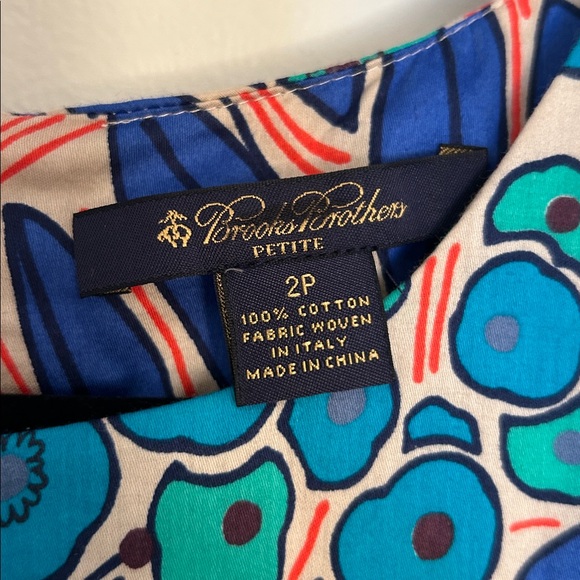 Brooks Brothers
PETITE
2P
100% COTTON
FABRIC WOVEN
IN ITALY
MADE IN CHINA